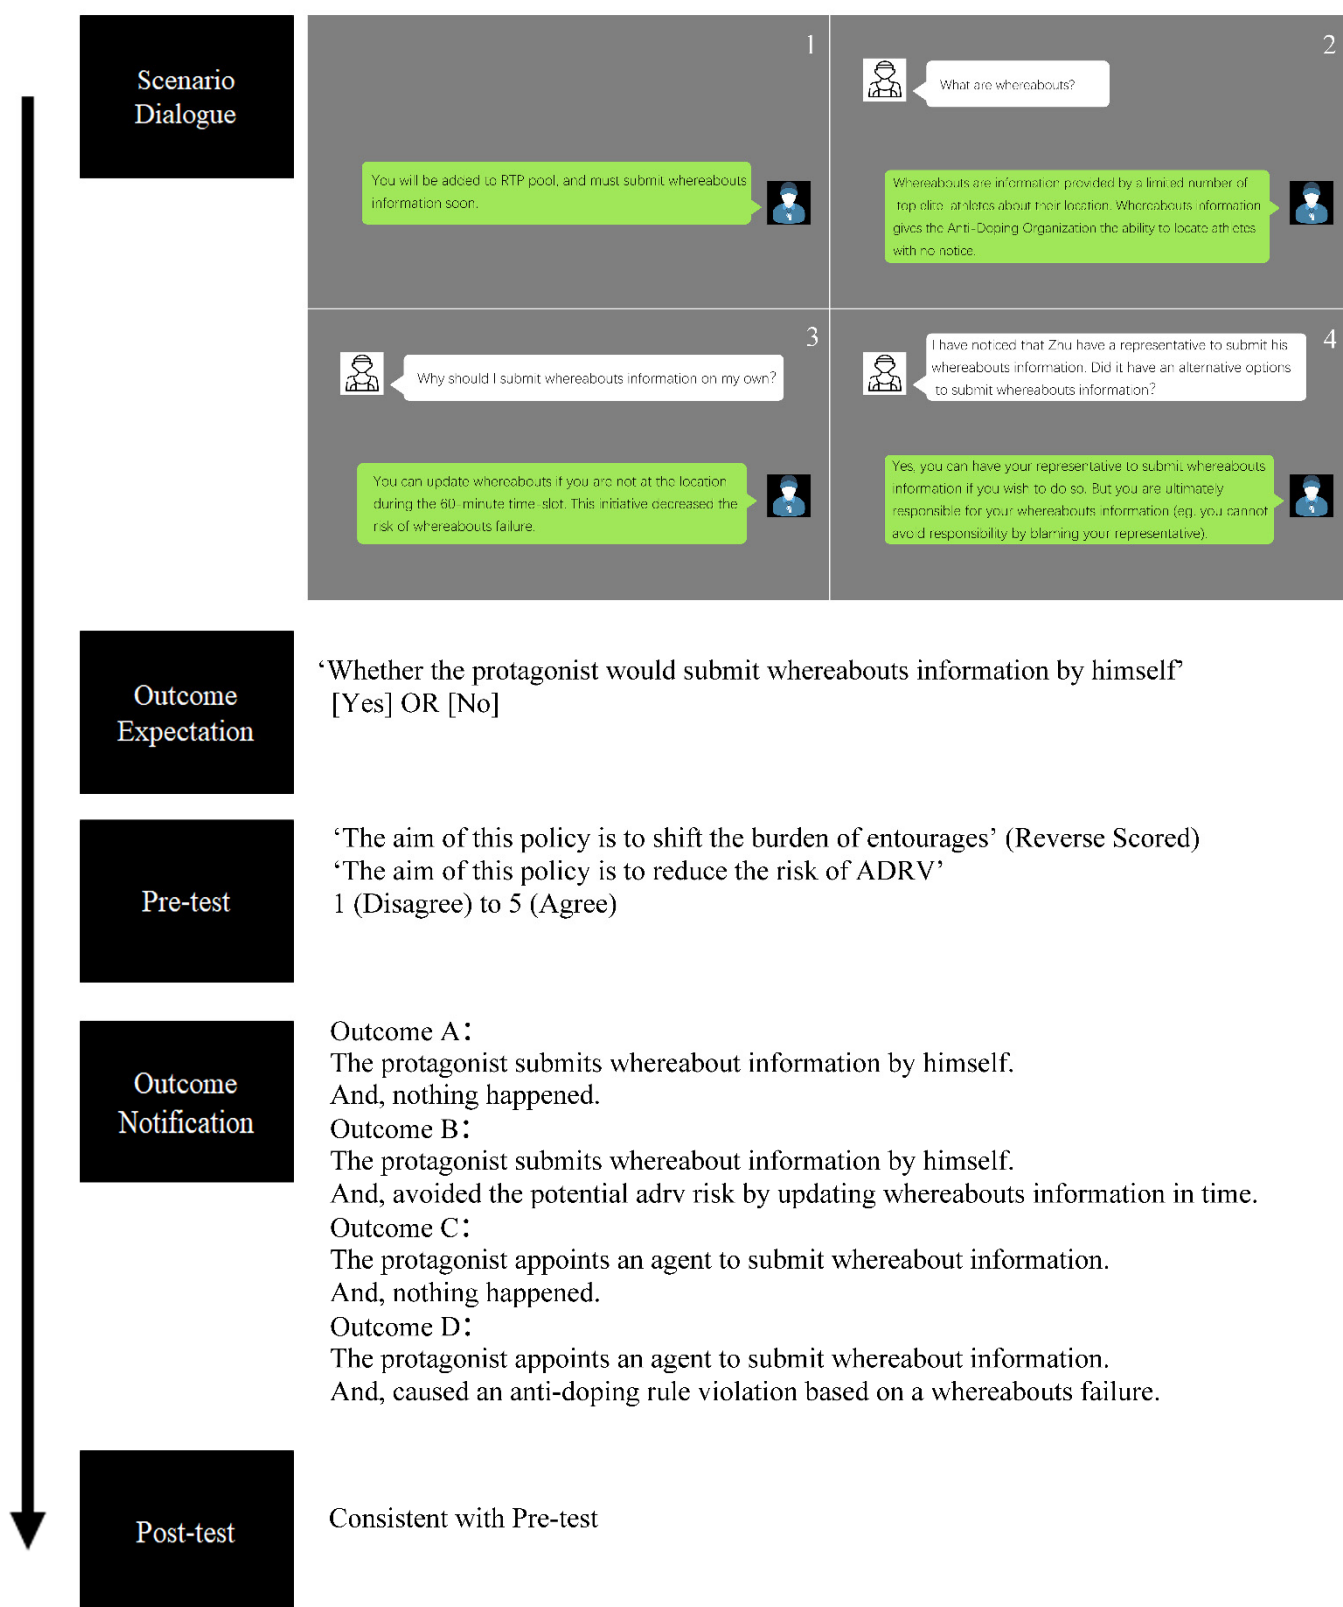 Scenario
Dialogue
1
You will be added to RTP pool, and must submit whereabouts
information soon.
2
What are whereabouts?
Whereabouts are information provided by a limited number of
top elite athletes about their location. Whereabouts information
gives the Anti-Doping Organization the ability to locate athletes
with no notice.
3
Why should I submit whereabouts information on my own?
You can update whereabouts if you are not at the location
during the 60-minute time-slot. This initiative decreased the
risk of whereabouts failure.
4
I have noticed that Zhu have a representative to submit his
whereabouts information. Did it have an alternative options
to submit whereabouts information?
Yes, you can have your representative to submit whereabouts
information if you wish to do so. But you are ultimately
responsible for your whereabouts information (eg. you cannot
avoid responsibility by blaming your representative).
Outcome
Expectation
‘Whether the protagonist would submit whereabouts information by himself’
[Yes] OR [No]
Pre-test
‘The aim of this policy is to shift the burden of entourages’ (Reverse Scored)
‘The aim of this policy is to reduce the risk of ADRV’
1 (Disagree) to 5 (Agree)
Outcome
Notification
Outcome A：
The protagonist submits whereabout information by himself.
And, nothing happened.
Outcome B：
The protagonist submits whereabout information by himself.
And, avoided the potential adrv risk by updating whereabouts information in time.
Outcome C：
The protagonist appoints an agent to submit whereabout information.
And, nothing happened.
Outcome D：
The protagonist appoints an agent to submit whereabout information.
And, caused an anti-doping rule violation based on a whereabouts failure.
Post-test
Consistent with Pre-test